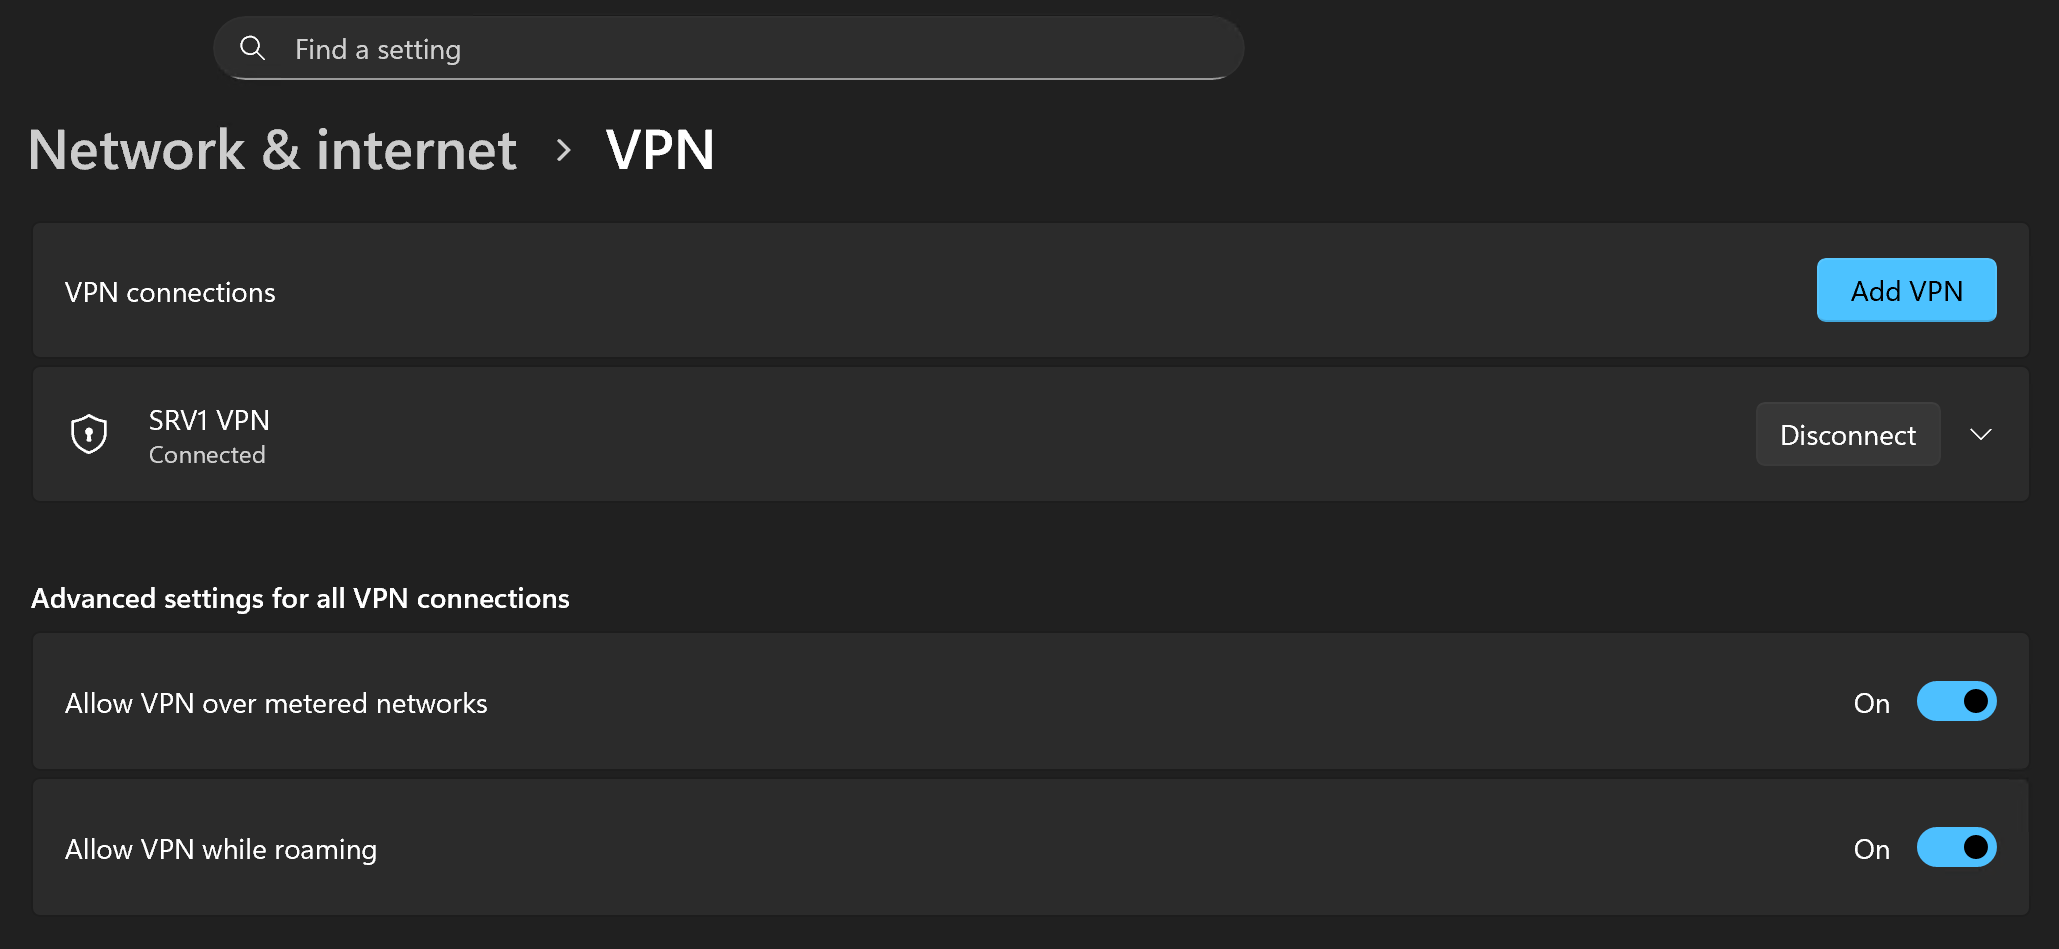 Find a setting
Network & internet > VPN
VPN connections
Add VPN
SRV1 VPN
Connected
Disconnect
Advanced settings for all VPN connections
Allow VPN over metered networks
On
Allow VPN while roaming
On